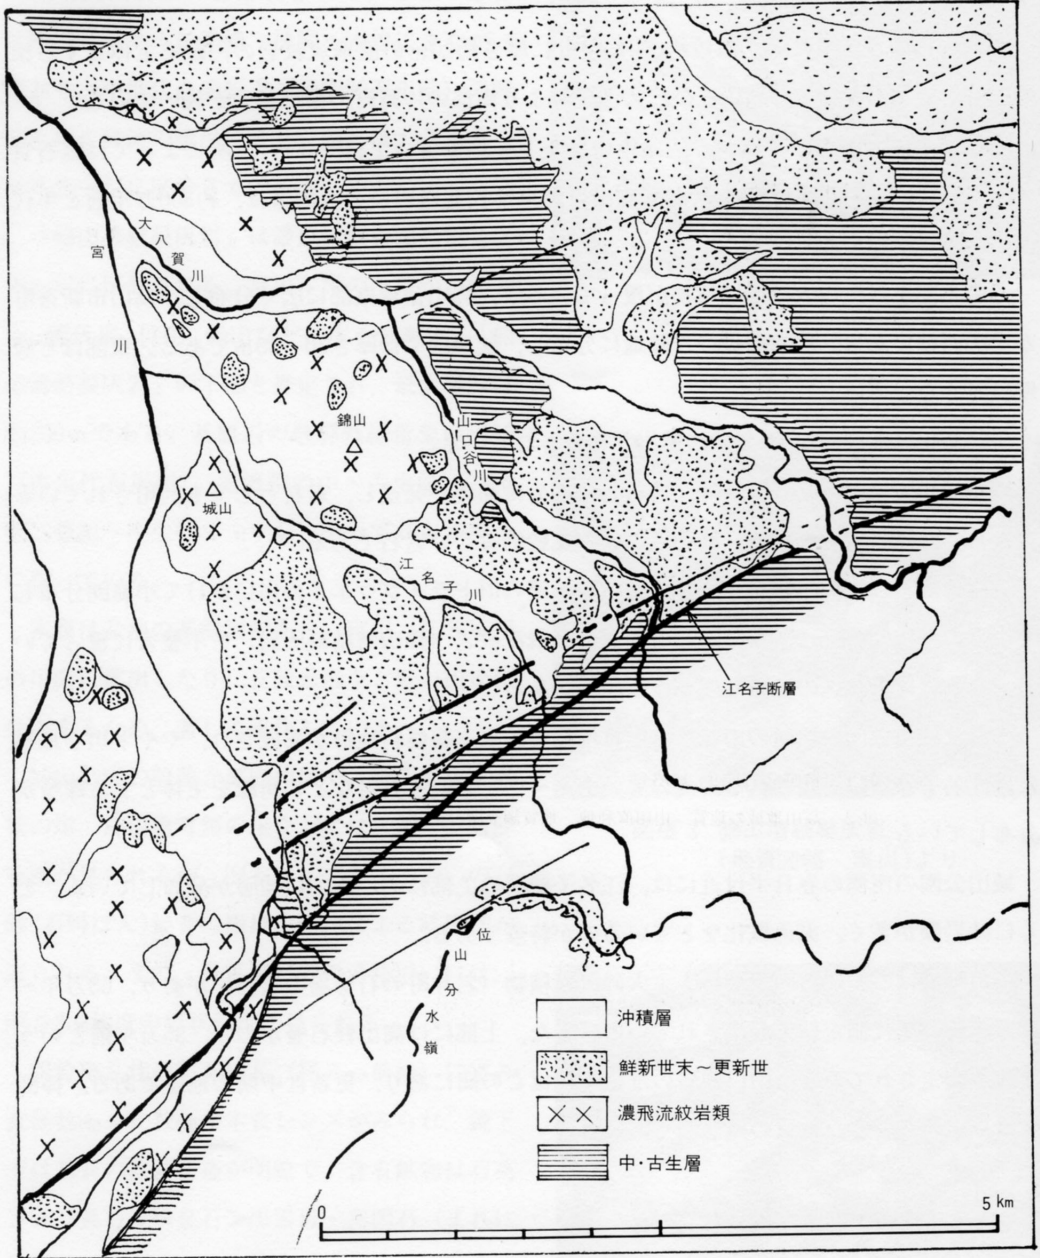 大八賀川
宮川
錦山
山口谷川
城山
江名子川
江名子断層
位山分水嶺
沖積層
鮮新世末～更新世
濃飛流紋岩類
中・古生層
0
5 km